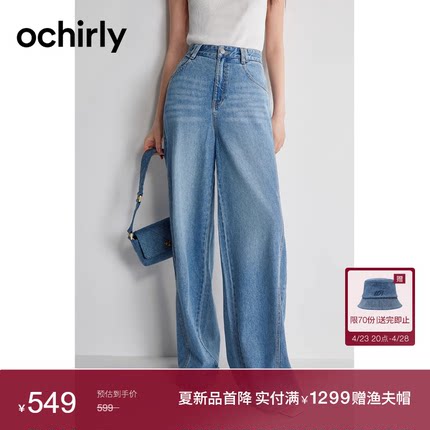 ochirly
赠
限70份|送完即止
4/23 20点-4/28
¥549
预估到手价
599
夏新品首降 实付满¥1299赠渔夫帽